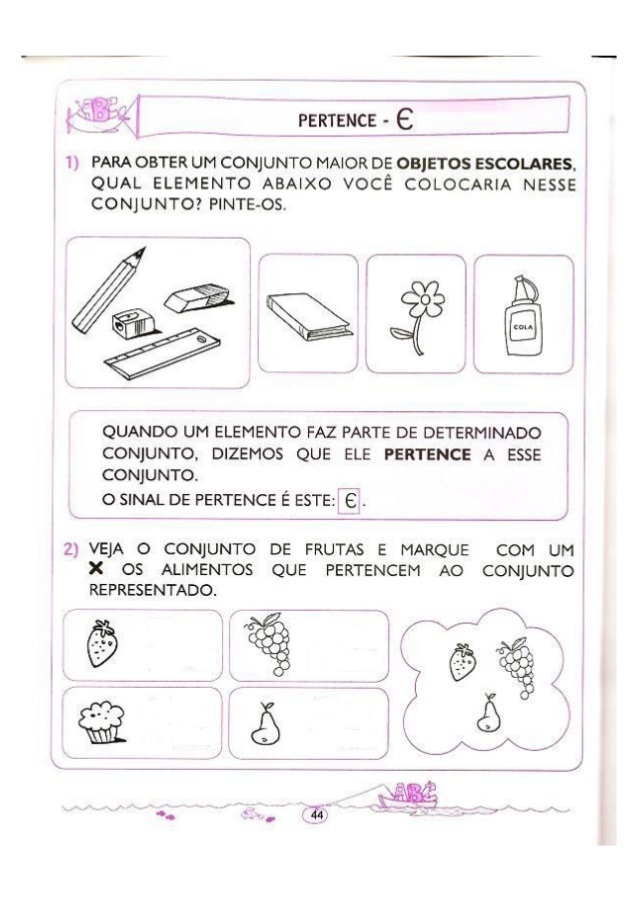 ABC
PERTENCE - Є
1) PARA OBTER UM CONJUNTO MAIOR DE OBJETOS ESCOLARES,
QUAL ELEMENTO ABAIXO VOCÊ COLOCARIA NESSE
CONJUNTO? PINTE-OS.
COLA
QUANDO UM ELEMENTO FAZ PARTE DE DETERMINADO
CONJUNTO, DIZEMOS QUE ELE PERTENCE A ESSE
CONJUNTO.
O SINAL DE PERTENCE É ESTE: Є.
2) VEJA O CONJUNTO DE FRUTAS E MARQUE COM UM
X OS ALIMENTOS QUE PERTENCEM AO CONJUNTO
REPRESENTADO.
ABC
44